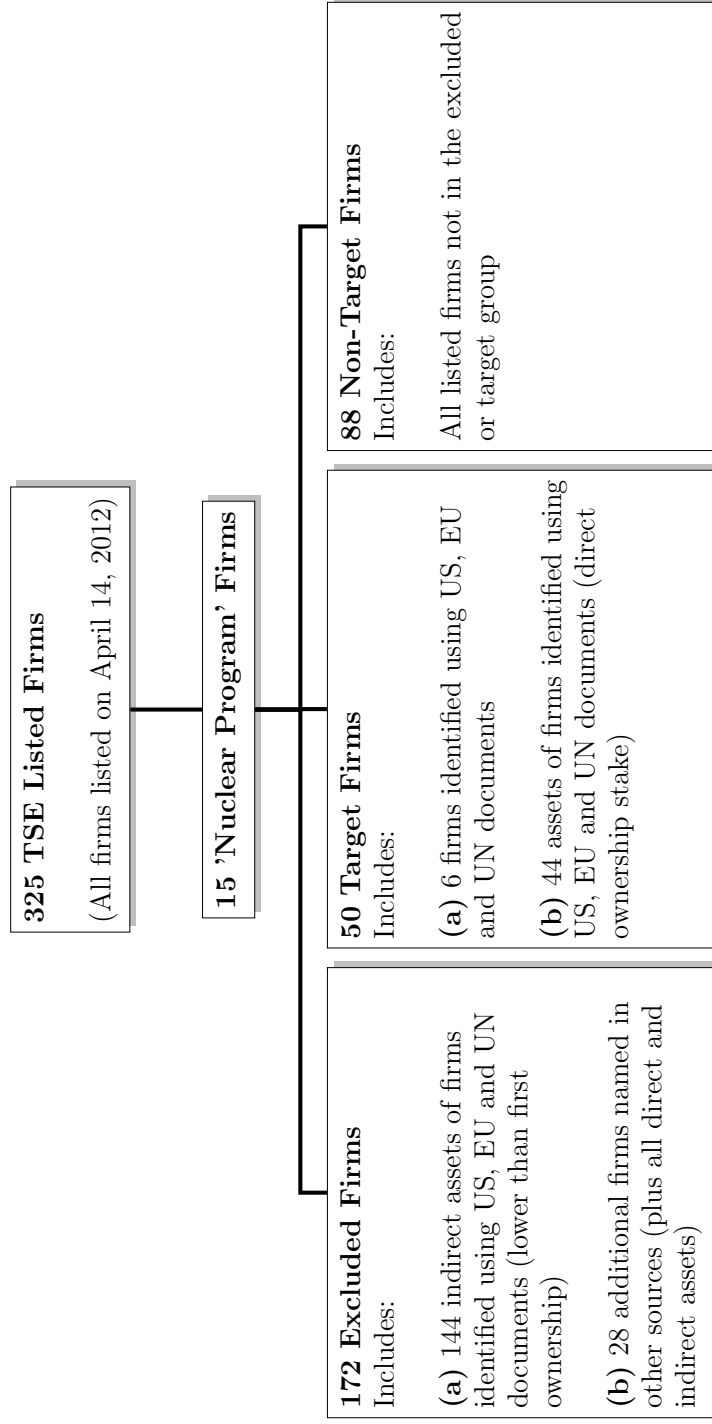 325 TSE Listed Firms
(All firms listed on April 14, 2012)
15 ’Nuclear Program’ Firms
172 Excluded Firms
Includes:
(a) 144 indirect assets of firms
identified using US, EU and UN
documents (lower than first
ownership)
(b) 28 additional firms named in
other sources (plus all direct and
indirect assets)
50 Target Firms
Includes:
(a) 6 firms identified using US, EU
and UN documents
(b) 44 assets of firms identified using
US, EU and UN documents (direct
ownership stake)
88 Non-Target Firms
Includes:
All listed firms not in the excluded
or target group